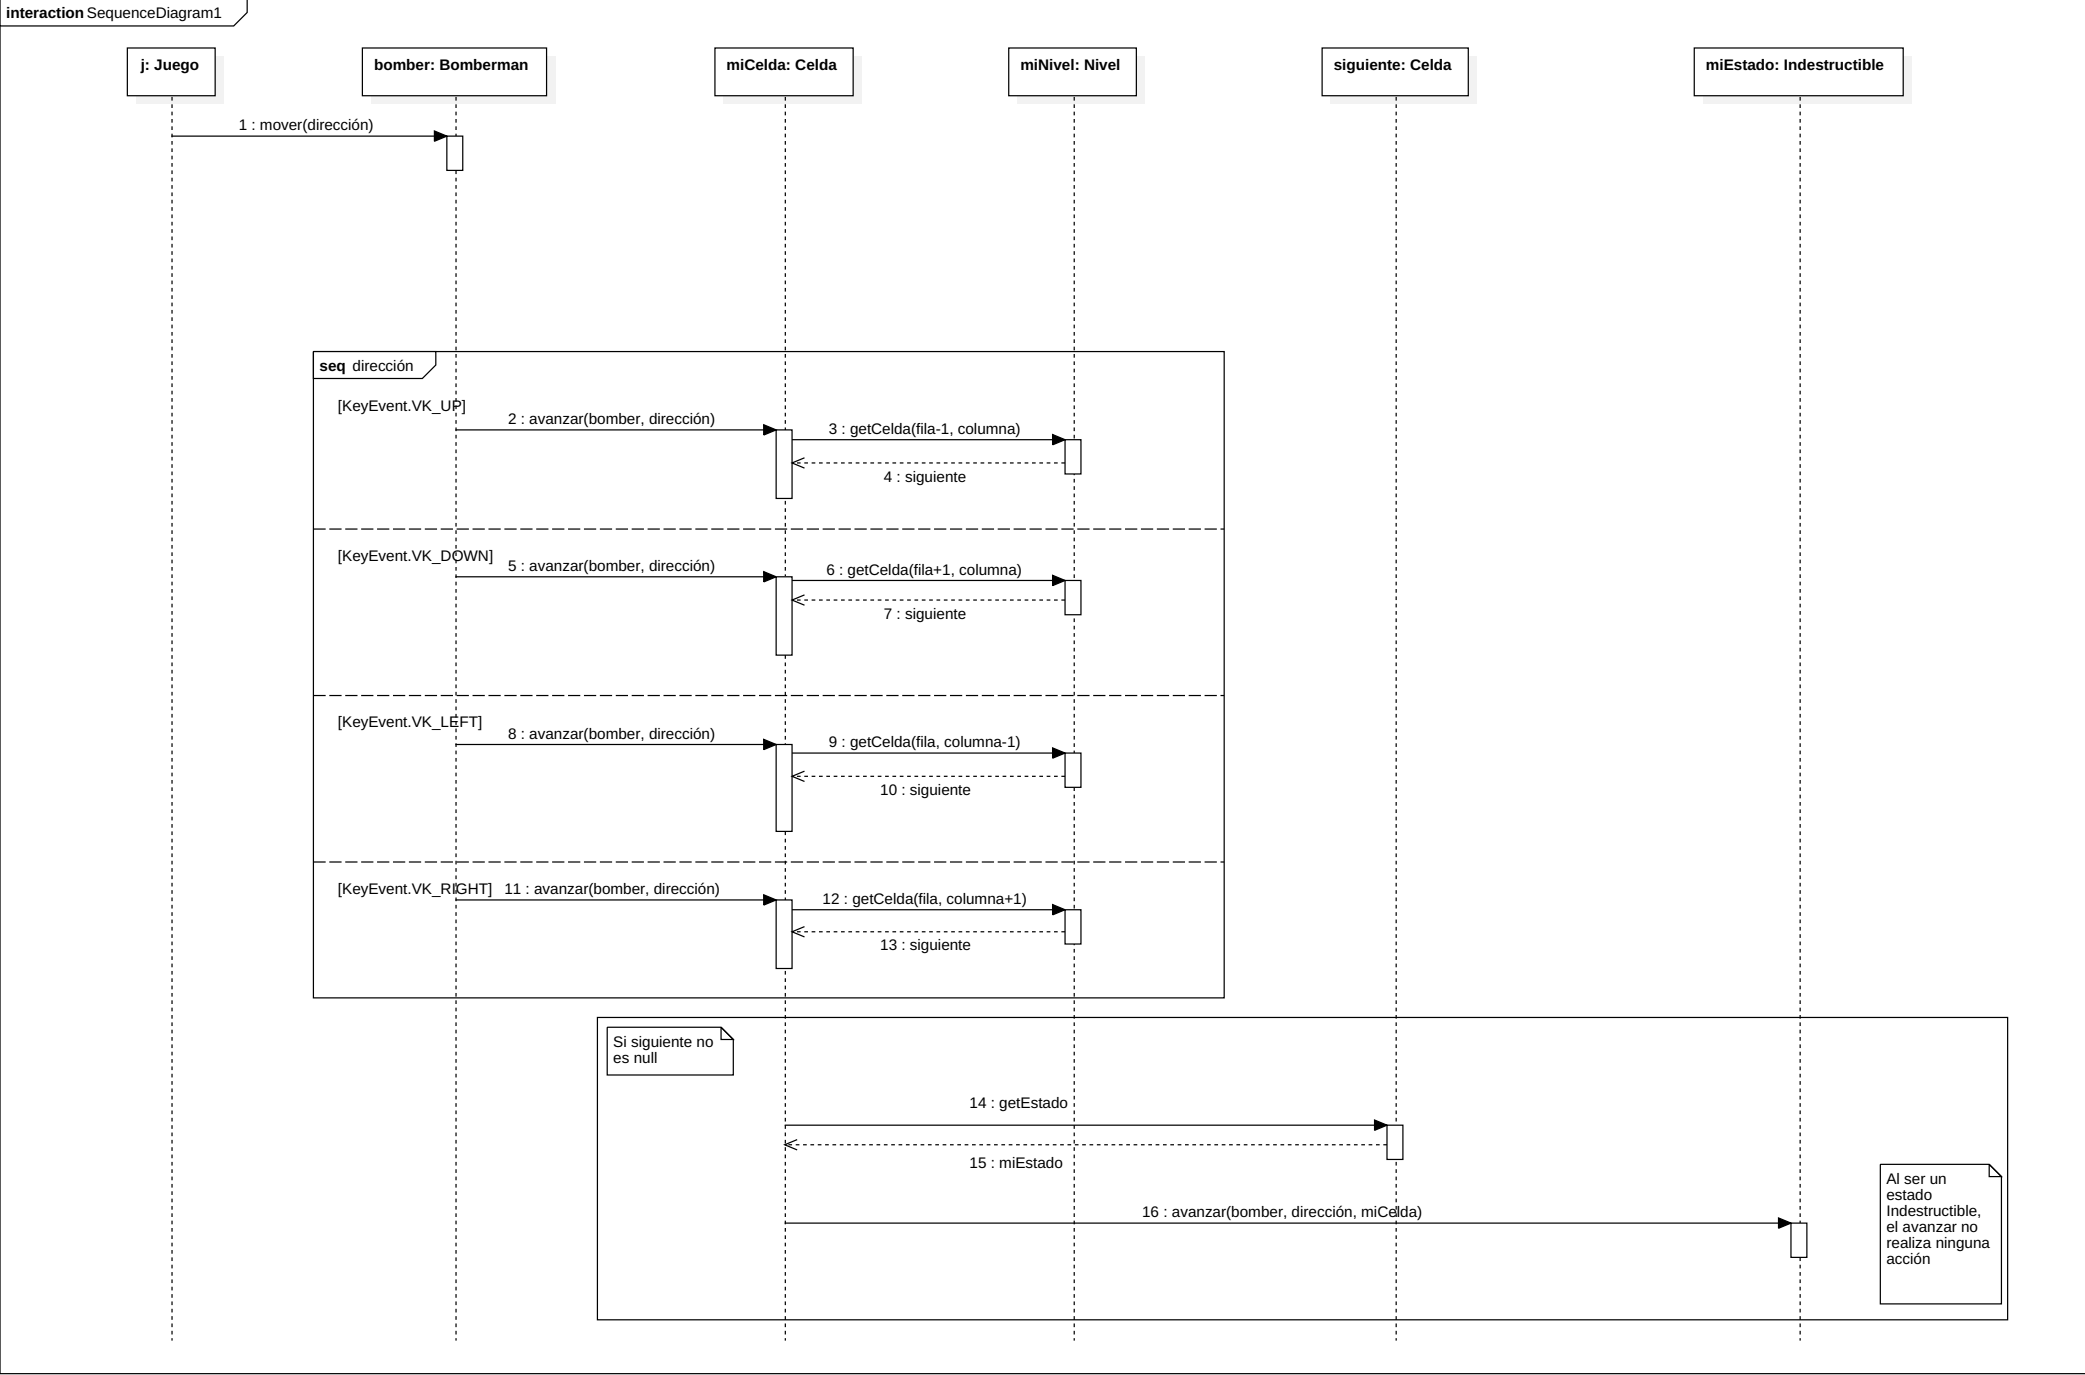 interaction SequenceDiagram1
j: Juego
bomber: Bomberman
miCelda: Celda
miNivel: Nivel
siguiente: Celda
miEstado: Indestructible
1 : mover(dirección)
seq dirección
[KeyEvent.VK_UP]
2 : avanzar(bomber, dirección)
3 : getCelda(fila-1, columna)
4 : siguiente
[KeyEvent.VK_DOWN]
5 : avanzar(bomber, dirección)
6 : getCelda(fila+1, columna)
7 : siguiente
[KeyEvent.VK_LEFT]
8 : avanzar(bomber, dirección)
9 : getCelda(fila, columna-1)
10 : siguiente
[KeyEvent.VK_RIGHT]
11 : avanzar(bomber, dirección)
12 : getCelda(fila, columna+1)
13 : siguiente
Si siguiente no
es null
14 : getEstado
15 : miEstado
16 : avanzar(bomber, dirección, miCelda)
Al ser un
estado
Indestructible,
el avanzar no
realiza ninguna
acción